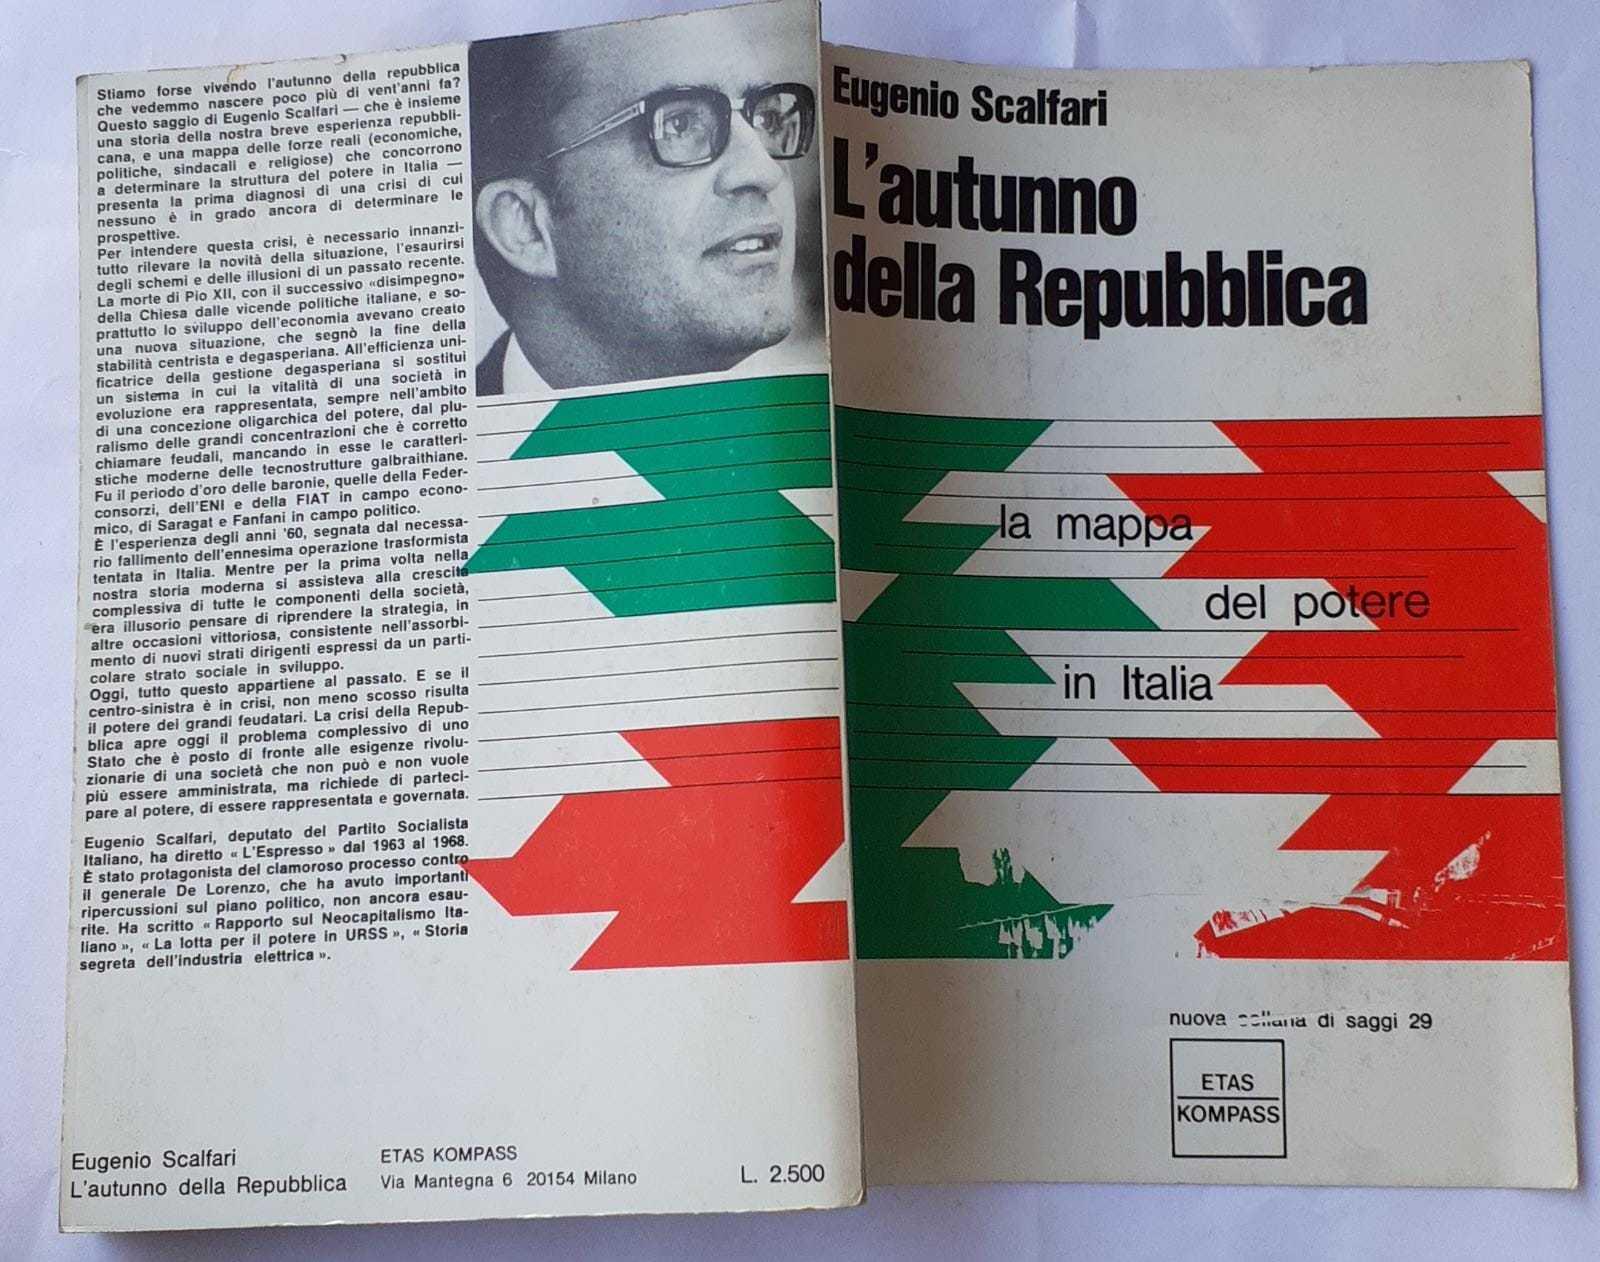 Stiamo forse vivendo l'autunno della repubblica
che vedemmo nascere poco più di vent'anni fa?
Questo saggio di Eugenio Scalfari — che è insieme
una storia della nostra breve esperienza repubbli-
cana, e una mappa delle forze reali (economiche,
politiche, sindacali e religiose) che concorrono
a determinare la struttura del potere in Italia —
presenta la prima diagnosi di una crisi di cui
nessuno è in grado ancora di determinare le
prospettive.
Per intendere questa crisi, è necessario innanzi-
tutto rilevare la novità della situazione, l'esaurirsi
degli schemi e delle illusioni di un passato recente.
La morte di Pio XII, con il successivo «disimpegno»
della Chiesa dalle vicende politiche italiane, e so-
prattutto lo sviluppo dell'economia avevano creato
una nuova situazione, che segnò la fine della
stabilità centrista e degasperiana. All'efficienza uni-
ficatrice della gestione degasperiana si sostituì
un sistema in cui la vitalità di una società in
evoluzione era rappresentata, sempre nell'ambito
di una concezione oligarchica del potere, dal plu-
ralismo delle grandi concentrazioni che è corretto
chiamare feudali, mancando in esse le caratteri-
stiche moderne delle tecnostrutture galbraithiane.
Fu il periodo d'oro delle baronie, quelle della Feder-
consorzi, dell'ENI e della FIAT in campo econo-
mico, di Saragat e Fanfani in campo politico.
È l'esperienza degli anni '60, segnata dal necessa-
rio fallimento dell'ennesima operazione trasformista
tentata in Italia. Mentre per la prima volta nella
nostra storia moderna si assisteva alla crescita
complessiva di tutte le componenti della società,
era illusorio pensare di riprendere la strategia, in
altre occasioni vittoriosa, consistente nell'assorbi-
mento di nuovi strati dirigenti espressi da un parti-
colare strato sociale in sviluppo.
Oggi, tutto questo appartiene al passato. E se il
centro-sinistra è in crisi, non meno scosso risulta
il potere dei grandi feudatari. La crisi della Repub-
blica apre oggi il problema complessivo di uno
Stato che è posto di fronte alle esigenze rivolu-
zionarie di una società che non può e non vuole
più essere amministrata, ma richiede di parteci-
pare al potere, di essere rappresentata e governata.
Eugenio Scalfari, deputato del Partito Socialista
Italiano, ha diretto « L'Espresso » dal 1963 al 1968.
È stato protagonista del clamoroso processo contro
il generale De Lorenzo, che ha avuto importanti
ripercussioni sul piano politico, non ancora esau-
rite. Ha scritto « Rapporto sul Neocapitalismo Ita-
liano », « La lotta per il potere in URSS », « Storia
segreta dell'industria elettrica ».
Eugenio Scalfari
L'autunno della Repubblica
ETAS KOMPASS
Via Mantegna 6 20154 Milano
L. 2.500
Eugenio Scalfari
L'autunno
della Repubblica
la mappa
del potere
in Italia
nuova collana di saggi 29
ETAS
KOMPASS